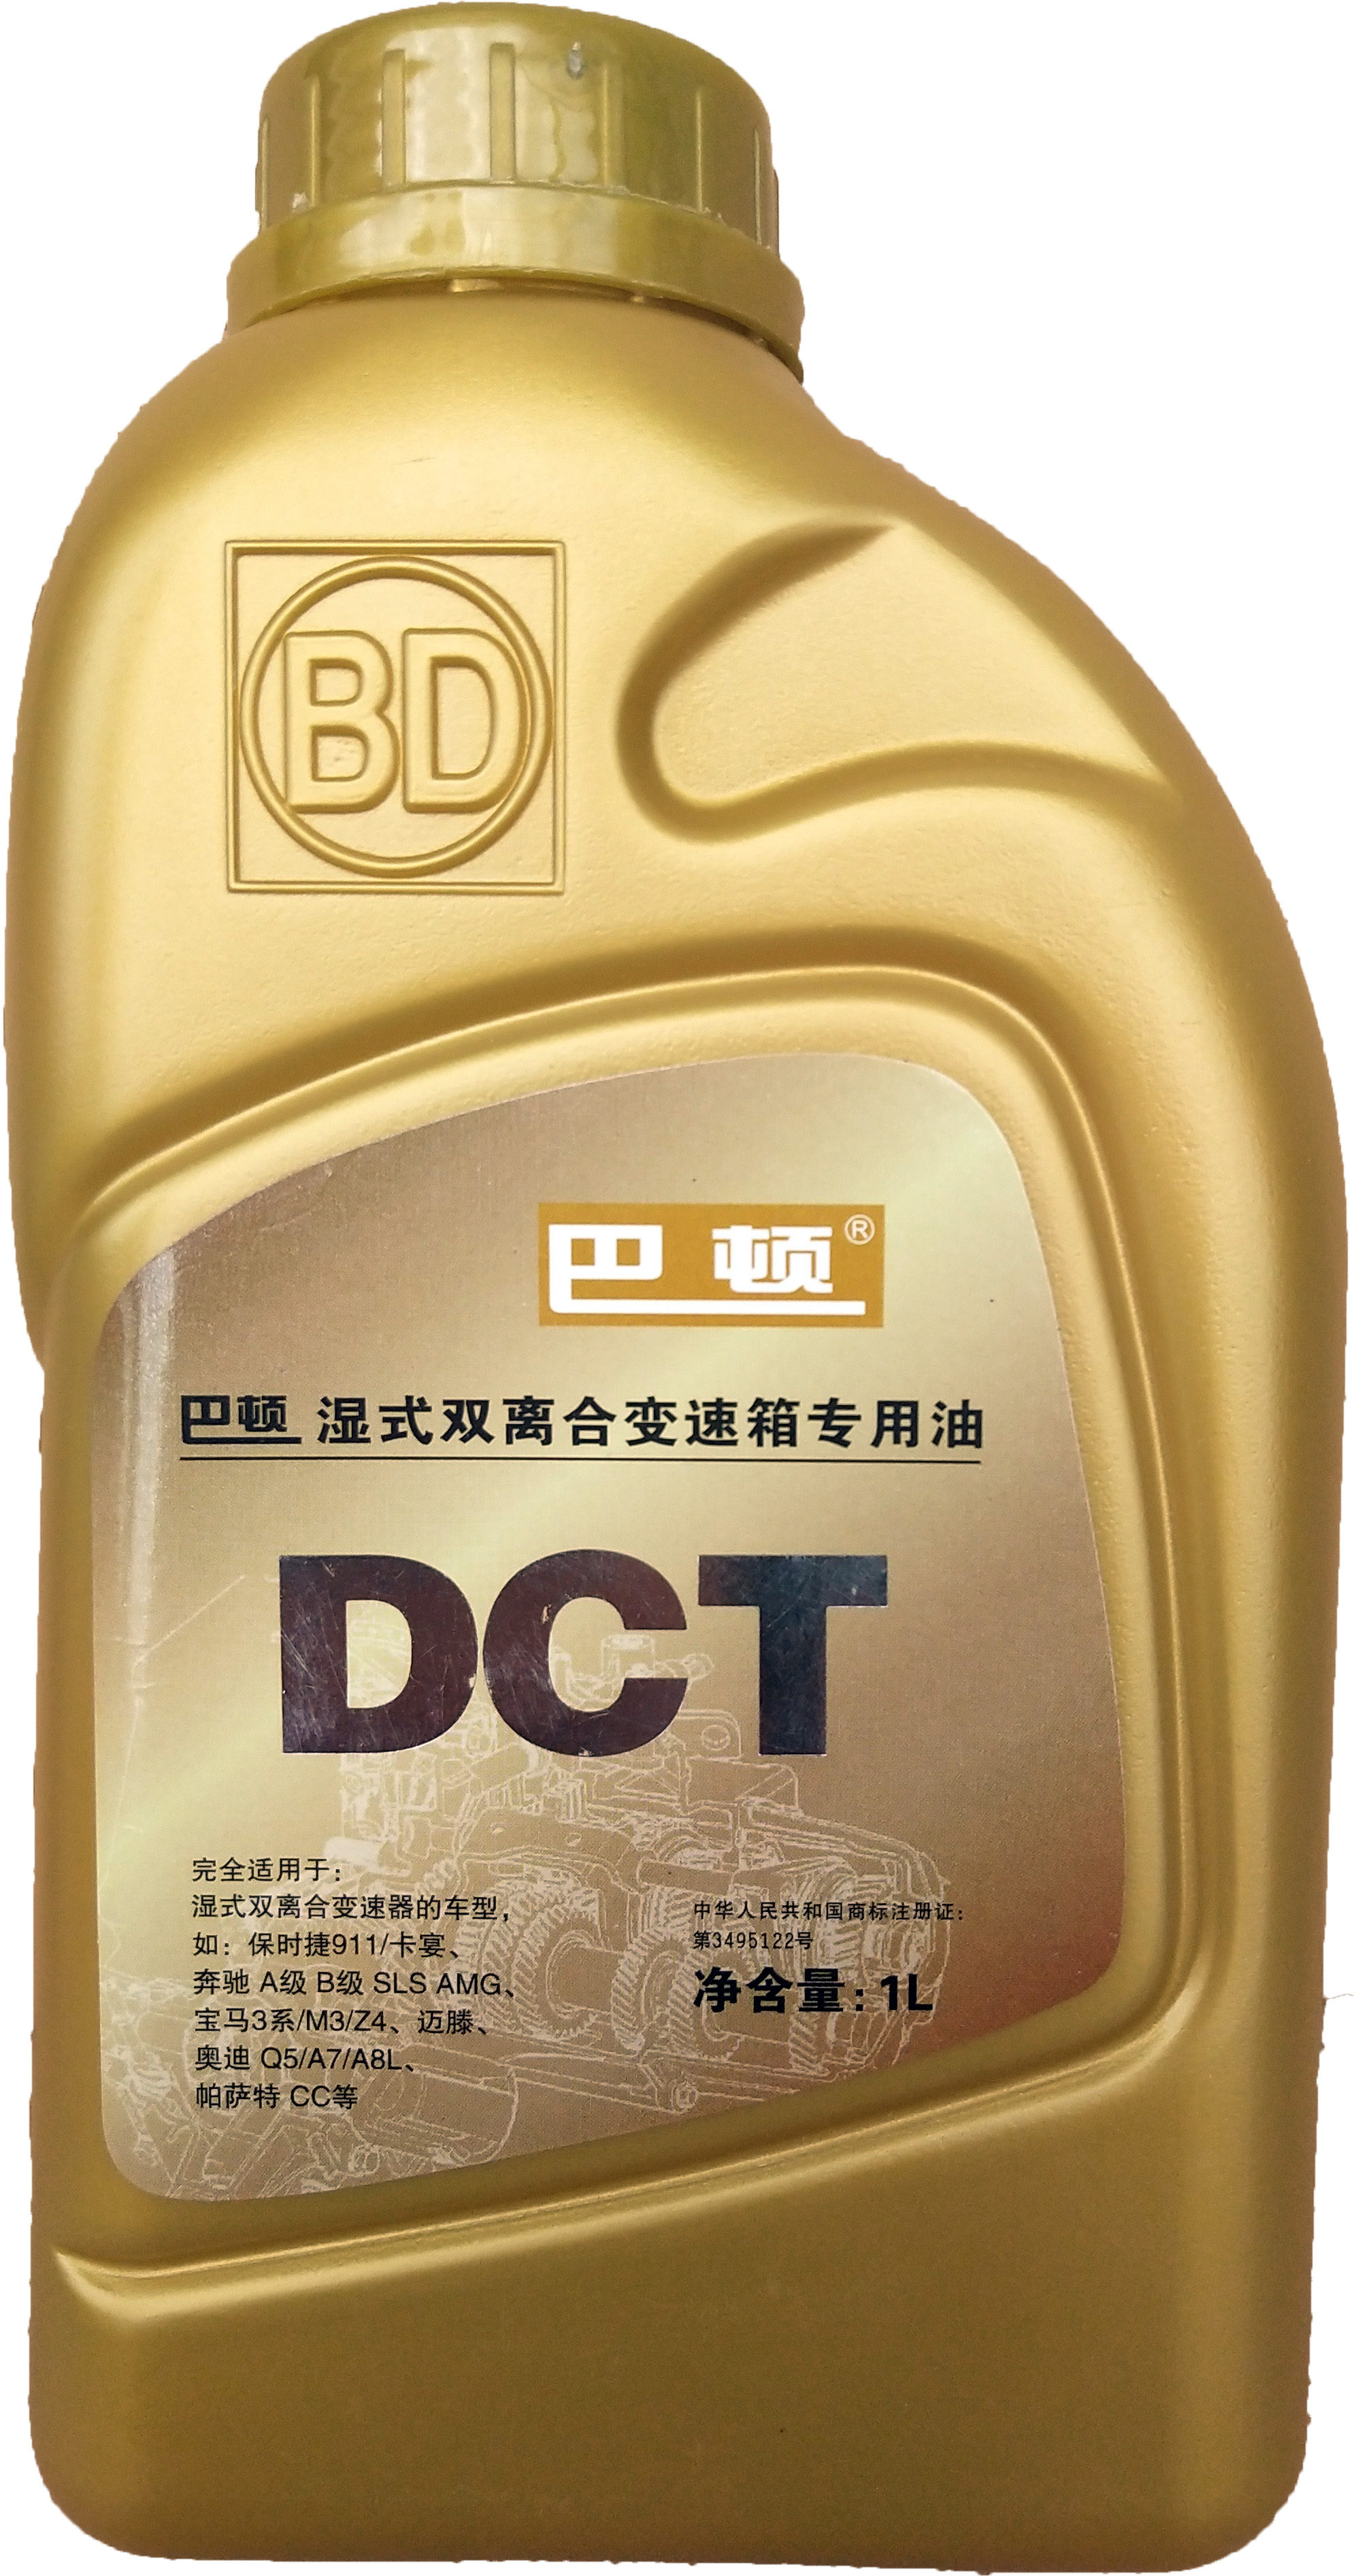 BD
巴顿®
巴顿 湿式双离合变速箱专用油
DCT
完全适用于:
湿式双离合变速器的车型,
如: 保时捷911/卡宴、
奔驰 A级 B级 SLS AMG、
宝马3系/M3/Z4、迈滕、
奥迪 Q5/A7/A8L、
帕萨特 CC等
中华人民共和国商标注册证:
第3495122号
净含量: 1L